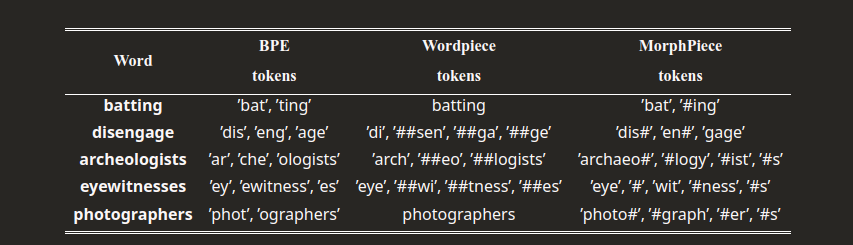 Word BPE Wordpiece MorphPiece
tokens tokens tokens
batting ’bat’, ’ting’ batting ’bat’, ’#ing’
disengage ’dis’, ’eng’, ’age’ ’di’, ’##sen’, ’##ga’, ’##ge’ ’dis#’, ’en#’, ’gage’
archeologists ’ar’, ’che’, ’ologists’ ’arch’, ’##eo’, ’##logists’ ’archaeo#’, ’#logy’, ’#ist’, ’#s’
eyewitnesses ’ey’, ’ewitness’, ’es’ ’eye’, ’##wi’, ’##tness’, ’##es’ ’eye’, ’#’, ’wit’, ’#ness’, ’#s’
photographers ’phot’, ’ographers’ photographers ’photo#’, ’#graph’, ’#er’, ’#s’